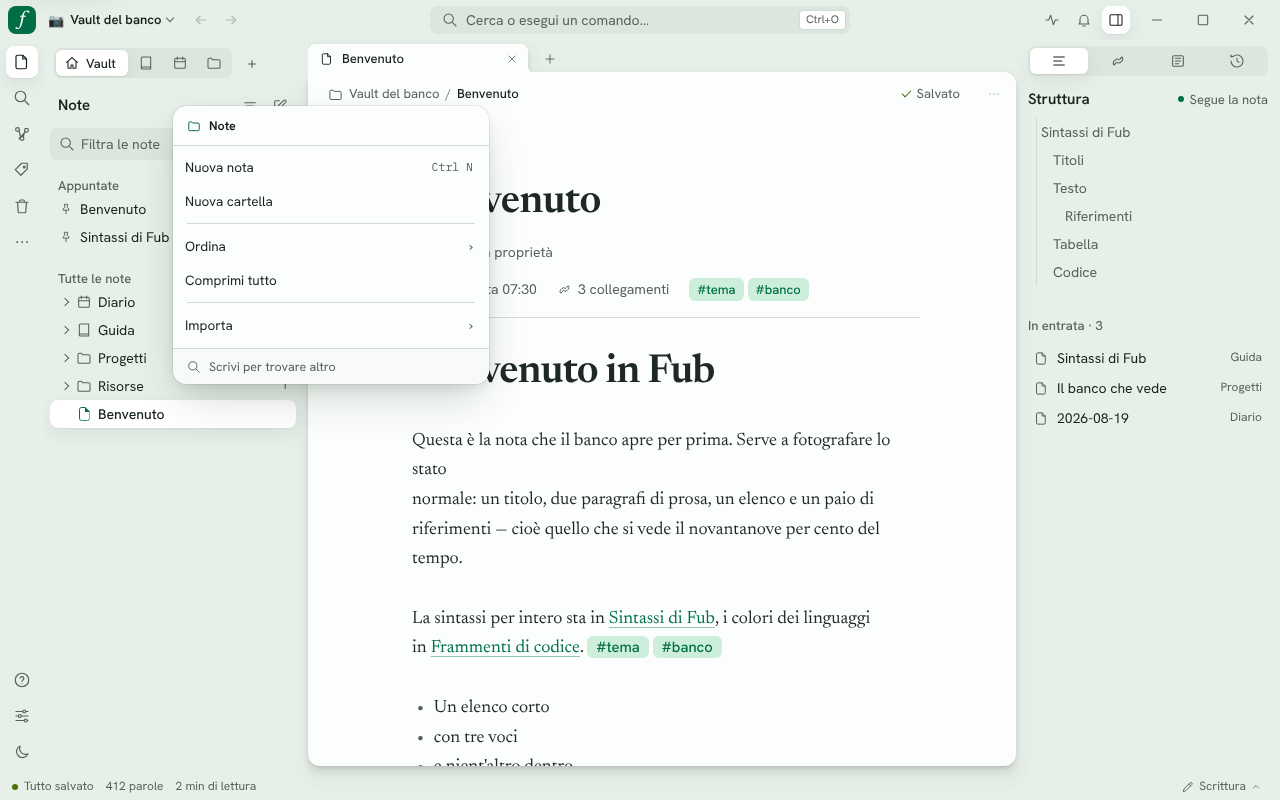 Vault del banco
Cerca o esegui un comando…
Ctrl+O
Vault
Note
Filtra le note
Appuntate
Benvenuto
Sintassi di Fub
Tutte le note
Diario
Guida
Progetti
Risorse
Benvenuto
Note
Nuova nota Ctrl N
Nuova cartella
Ordina
Comprimi tutto
Importa
Scrivi per trovare altro
Benvenuto
Vault del banco / Benvenuto
Salvato
venuto
proprietà
07:30
3 collegamenti
#tema #banco
venuto in Fub
Questa è la nota che il banco apre per prima. Serve a fotografare lo
stato
normale: un titolo, due paragrafi di prosa, un elenco e un paio di
riferimenti — cioè quello che si vede il novantanove per cento del
tempo.
La sintassi per intero sta in Sintassi di Fub, i colori dei linguaggi
in Frammenti di codice. #tema #banco
• Un elenco corto
• con tre voci
• e nient'altro dentro
Struttura
Segue la nota
Sintassi di Fub
Titoli
Testo
Riferimenti
Tabella
Codice
In entrata · 3
Sintassi di Fub Guida
Il banco che vede Progetti
2026-08-19 Diario
Tutto salvato 412 parole 2 min di lettura
Scrittura